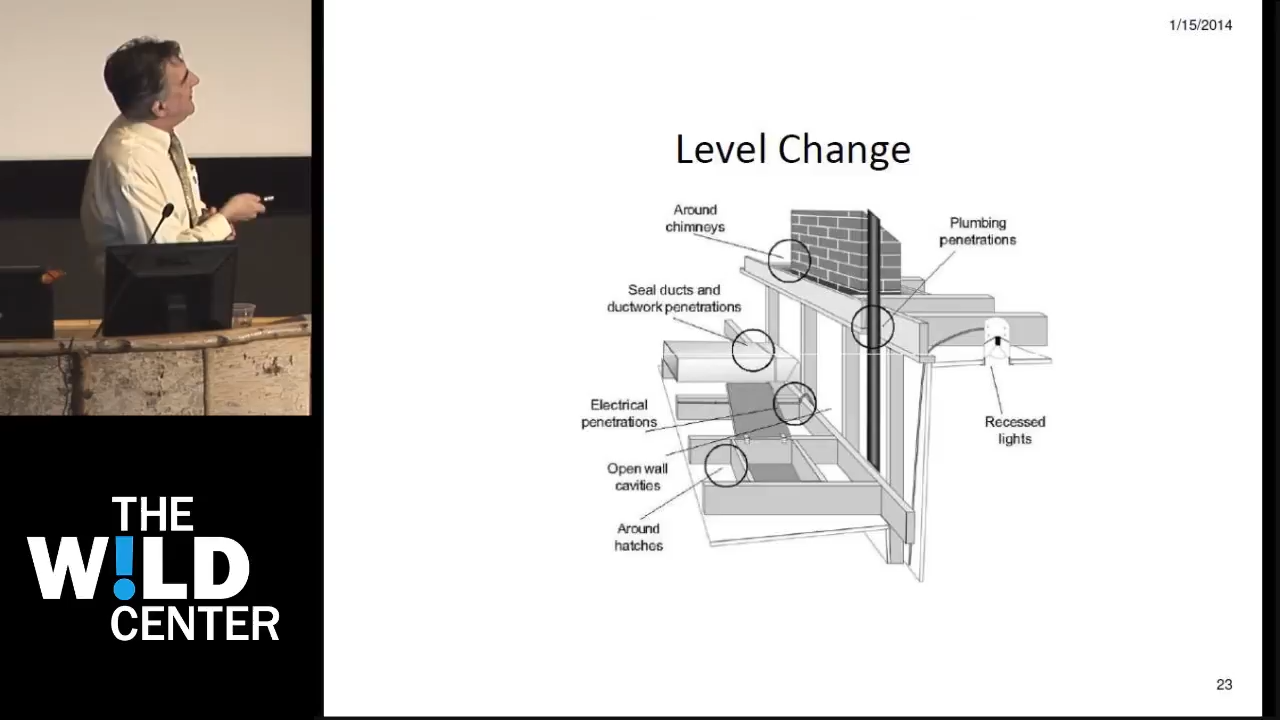 1/15/2014
Level Change
Around
chimneys
Plumbing
penetrations
Seal ducts and
ductwork penetrations
Electrical
penetrations
Recessed
lights
Open wall
cavities
Around
hatches
THE
W!LD
CENTER
23